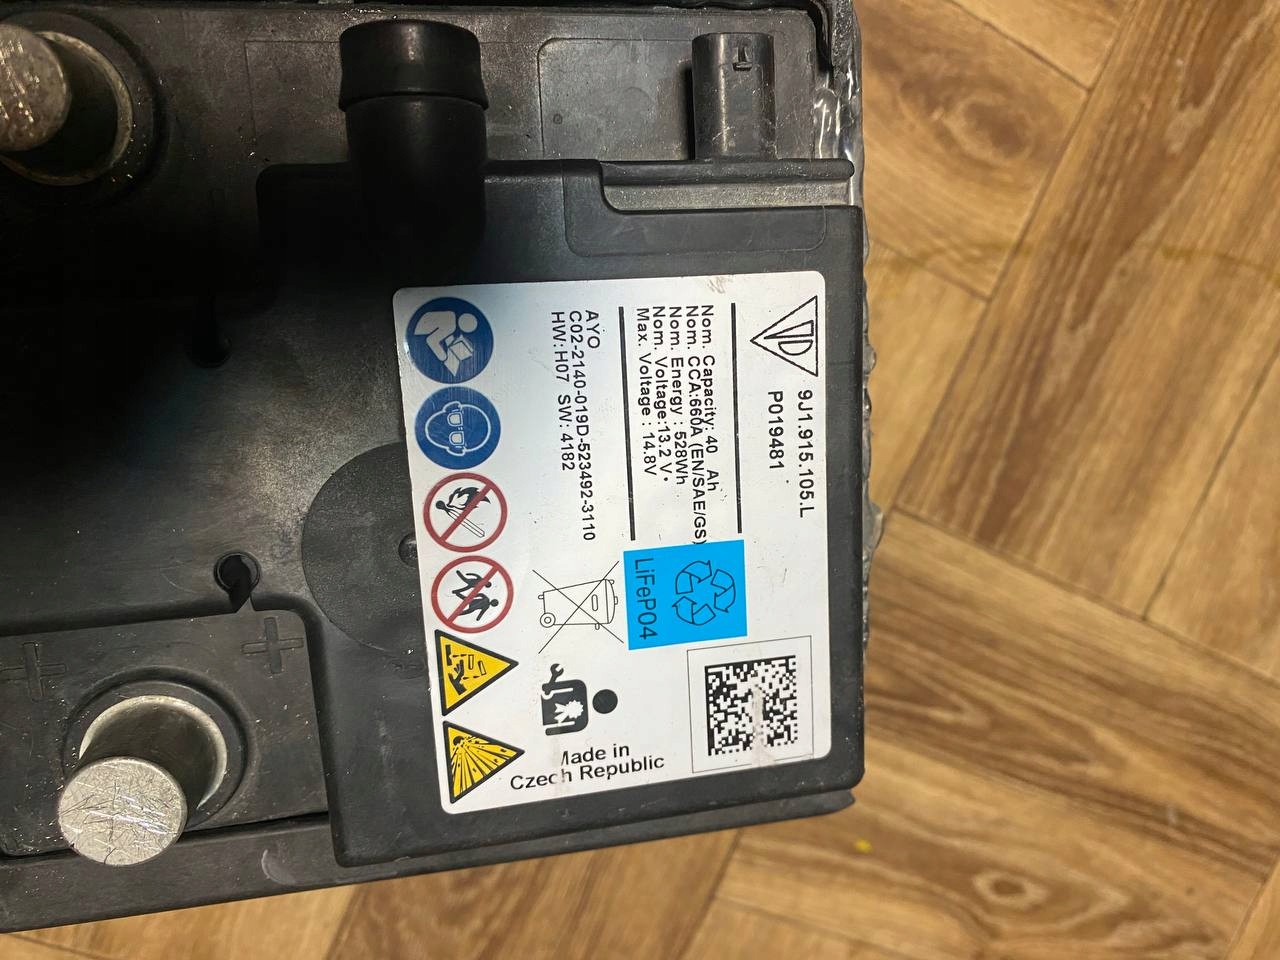 9J1.915.105.L
P019481
Nom. Capacity: 40 Ah
Nom. CCA:660A (EN/SAE/GS)
Nom. Energy : 528Wh
Nom. Voltage:13.2 V
Max. Voltage : 14.8V
AYO
C02-2140-019D-523492-3110
HW:H07 SW: 4182
LiFePO4
Made in
Czech Republic